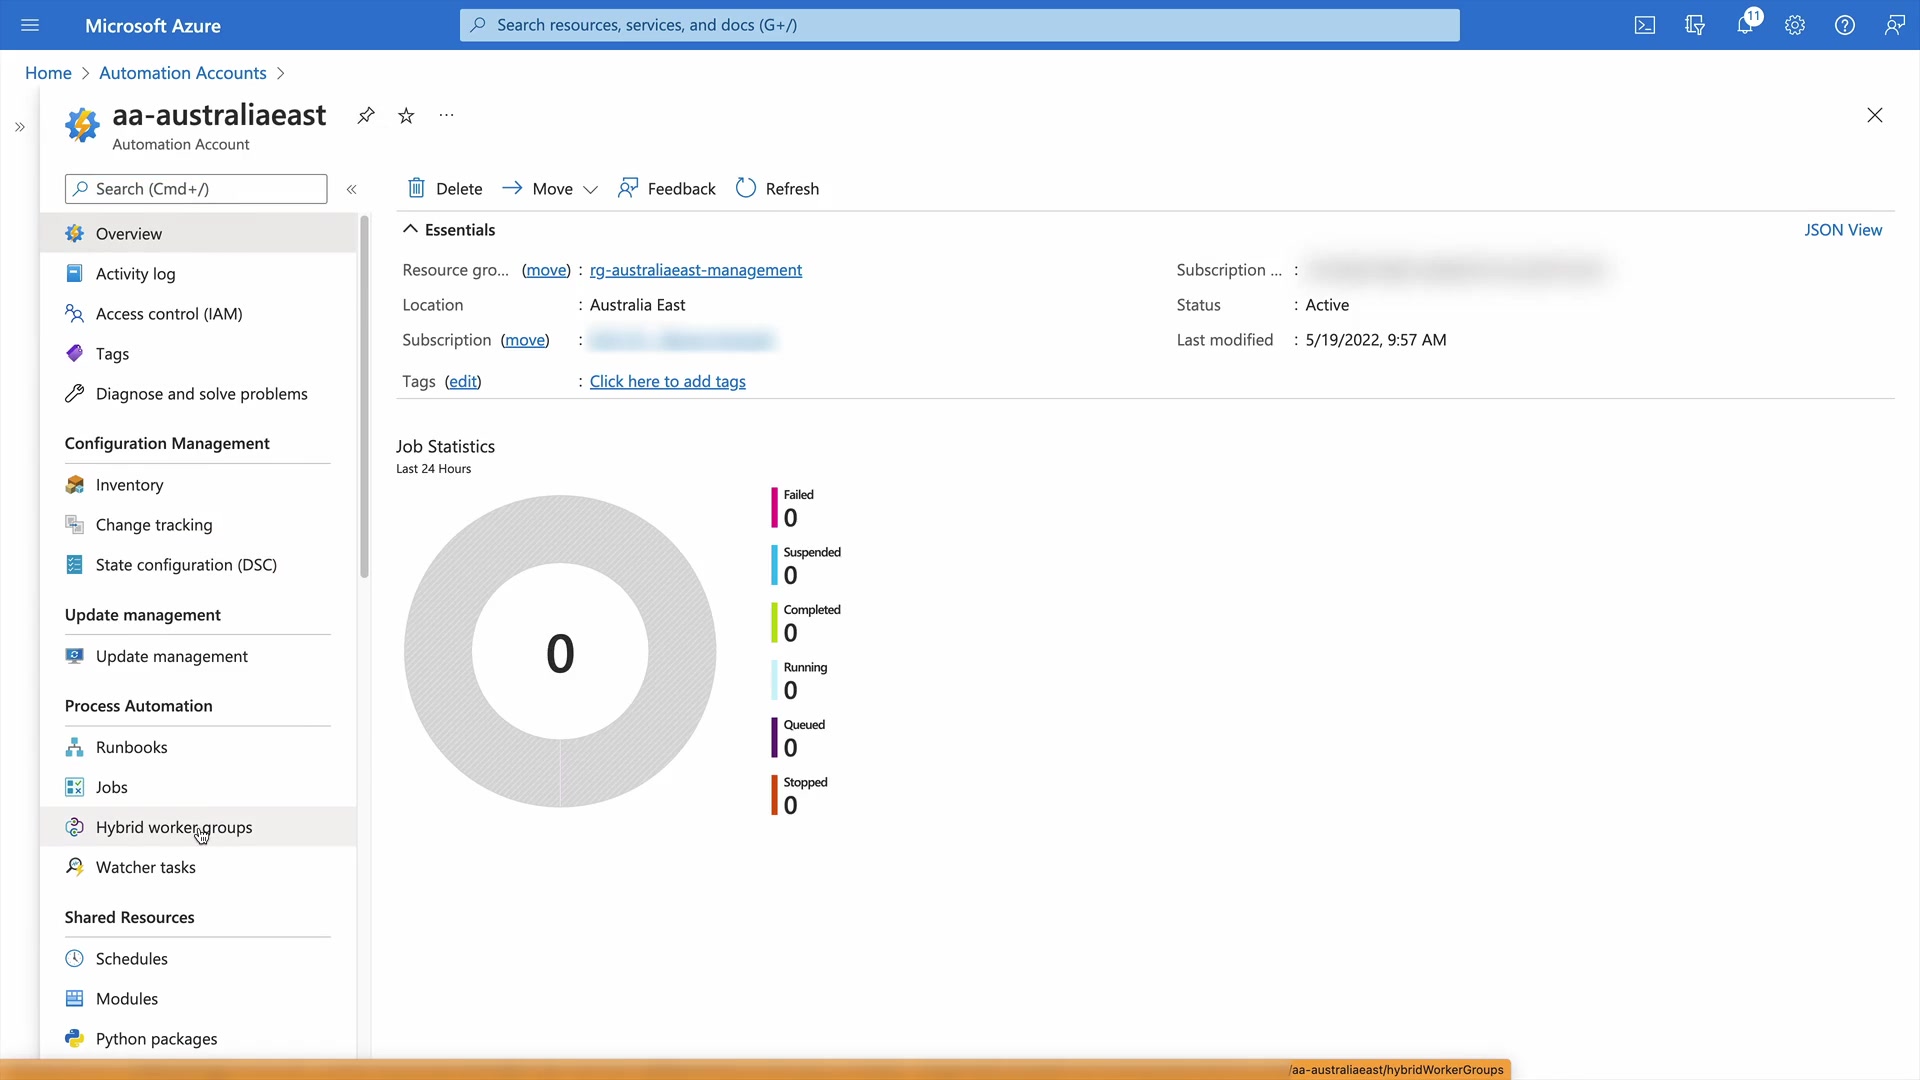 Microsoft Azure
Search resources, services, and docs (G+/)
11
Home > Automation Accounts >
aa-australiaeast
Automation Account
Search (Cmd+/)
Overview
Activity log
Access control (IAM)
Tags
Diagnose and solve problems
Configuration Management
Inventory
Change tracking
State configuration (DSC)
Update management
Update management
Process Automation
Runbooks
Jobs
Hybrid worker groups
Watcher tasks
Shared Resources
Schedules
Modules
Python packages
Delete Move Feedback Refresh
Essentials
JSON View
Resource gro... (move) : rg-australiaeast-management
Location : Australia East
Subscription (move) :
Tags (edit) : Click here to add tags
Subscription ... :
Status : Active
Last modified : 5/19/2022, 9:57 AM
Job Statistics
Last 24 Hours
0
Failed
0
Suspended
0
Completed
0
Running
0
Queued
0
Stopped
0
/aa-australiaeast/hybridWorkerGroups